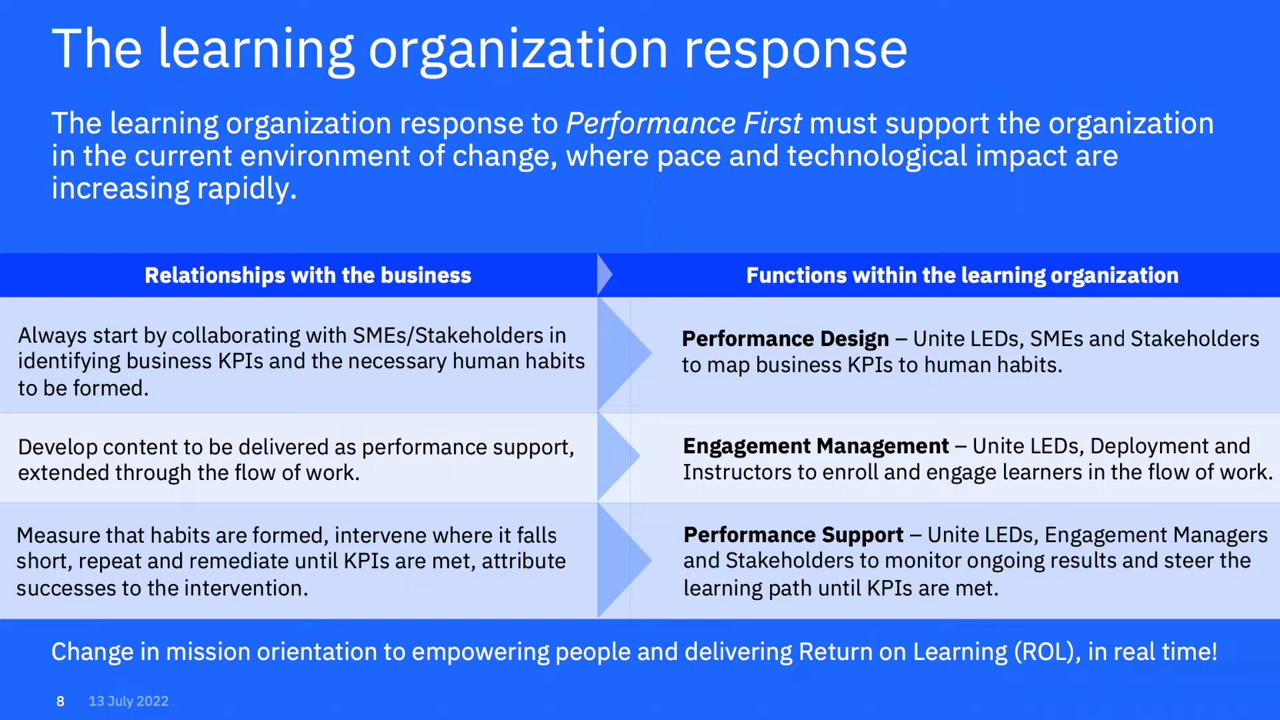 The learning organization response
The learning organization response to Performance First must support the organization
in the current environment of change, where pace and technological impact are
increasing rapidly.
Relationships with the business
Functions within the learning organization
Always start by collaborating with SMEs/Stakeholders in
identifying business KPIs and the necessary human habits
to be formed.
Performance Design – Unite LEDs, SMEs and Stakeholders
to map business KPIs to human habits.
Develop content to be delivered as performance support,
extended through the flow of work.
Engagement Management – Unite LEDs, Deployment and
Instructors to enroll and engage learners in the flow of work.
Measure that habits are formed, intervene where it falls
short, repeat and remediate until KPIs are met, attribute
successes to the intervention.
Performance Support – Unite LEDs, Engagement Managers
and Stakeholders to monitor ongoing results and steer the
learning path until KPIs are met.
Change in mission orientation to empowering people and delivering Return on Learning (ROL), in real time!
8 13 July 2022